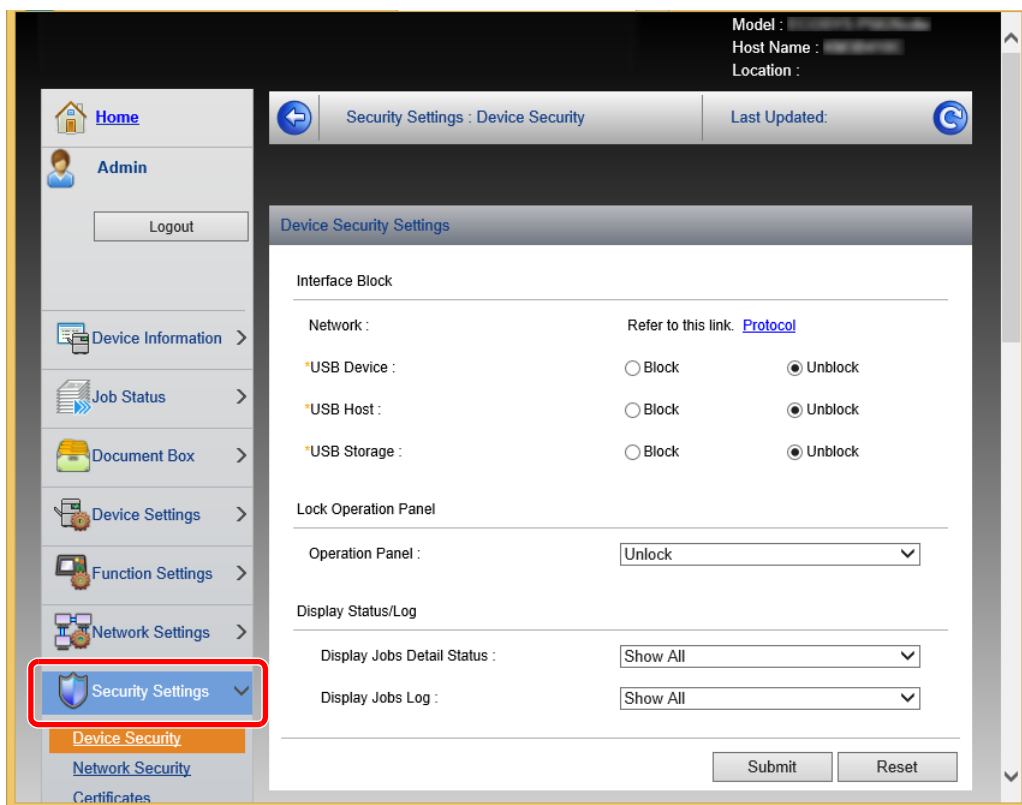 Model :
Host Name :
Location :
Home
Admin
Logout
Device Information
Job Status
Document Box
Device Settings
Function Settings
Network Settings
Security Settings
Device Security
Network Security
Certificates
Security Settings : Device Security
Last Updated:
Device Security Settings
Interface Block
Network : Refer to this link. Protocol
*USB Device : Block Unblock
*USB Host : Block Unblock
*USB Storage : Block Unblock
Lock Operation Panel
Operation Panel : Unlock
Display Status/Log
Display Jobs Detail Status : Show All
Display Jobs Log : Show All
Submit Reset